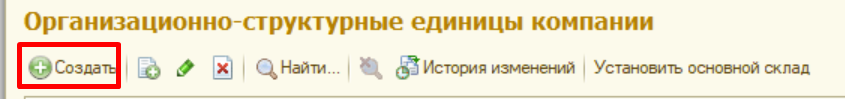 Организационно-структурные единицы компании
Создать Найти... История изменений Установить основной склад